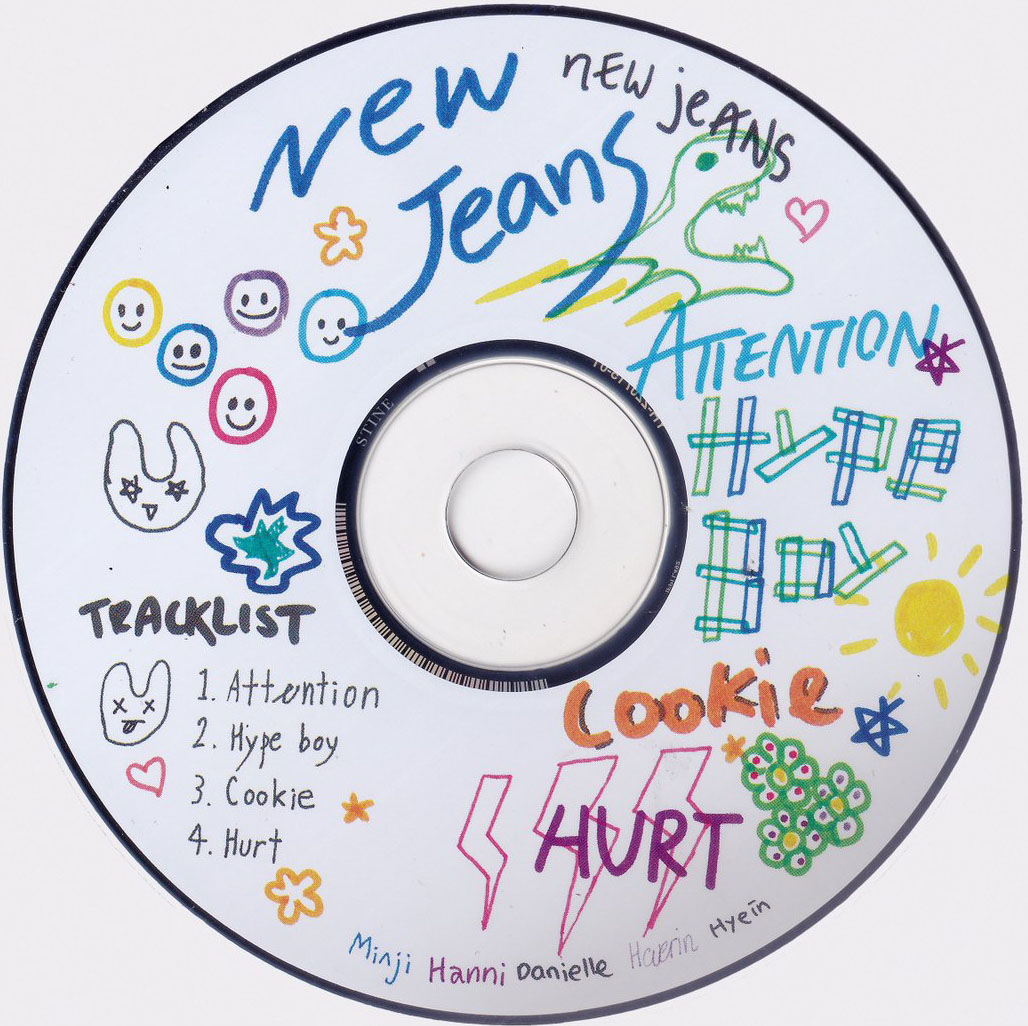 New
Jeans
NEW jEANS
ATTENTION
HYPE
BOY
TRACKLIST
1. Attention
2. Hype boy
3. Cookie
4. Hurt
COOKiE
HURT
Minji Hanni Danielle Haerin Hyein
STINE